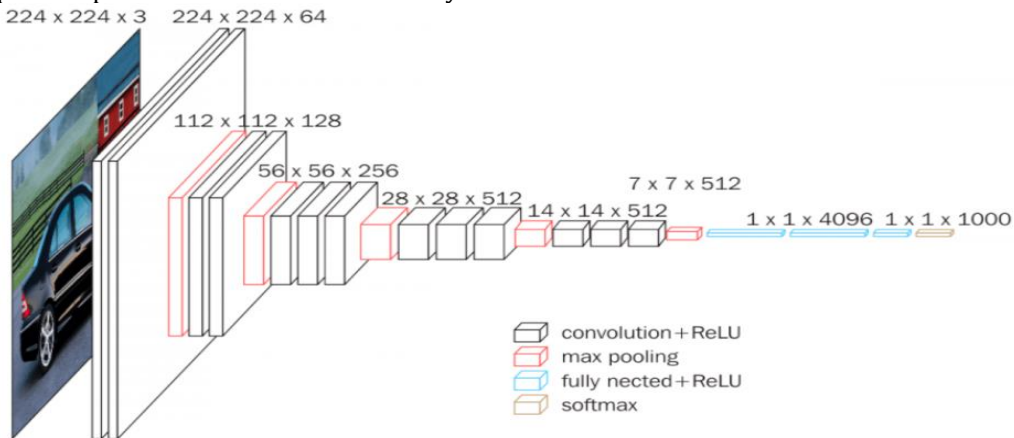 224 x 224 x 3 224 x 224 x 64
112 x 112 x 128
56 x 56 x 256
28 x 28 x 512
14 x 14 x 512
7 x 7 x 512
1 x 1 x 4096 1 x 1 x 1000
convolution+ReLU
max pooling
fully nected+ReLU
softmax